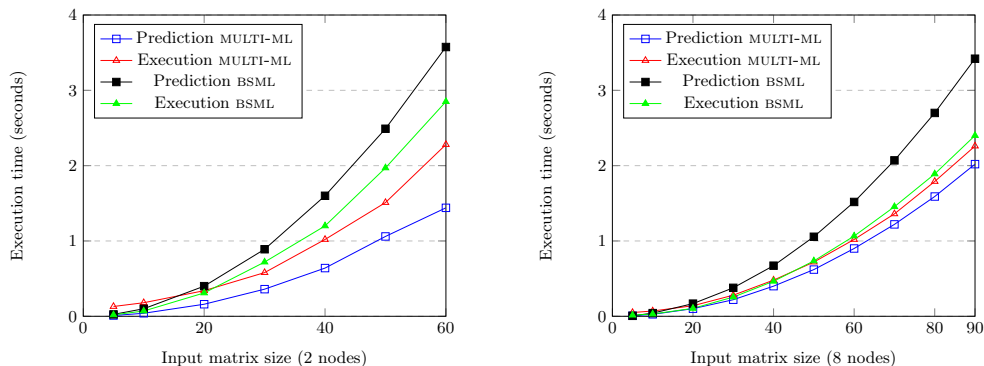 4
3
2
1
0
0
20
40
60
Execution time (seconds)
Input matrix size (2 nodes)
Prediction MULTI-ML
Execution MULTI-ML
Prediction BSML
Execution BSML
4
3
2
1
0
0
20
40
60
80
90
Execution time (seconds)
Input matrix size (8 nodes)
Prediction MULTI-ML
Execution MULTI-ML
Prediction BSML
Execution BSML